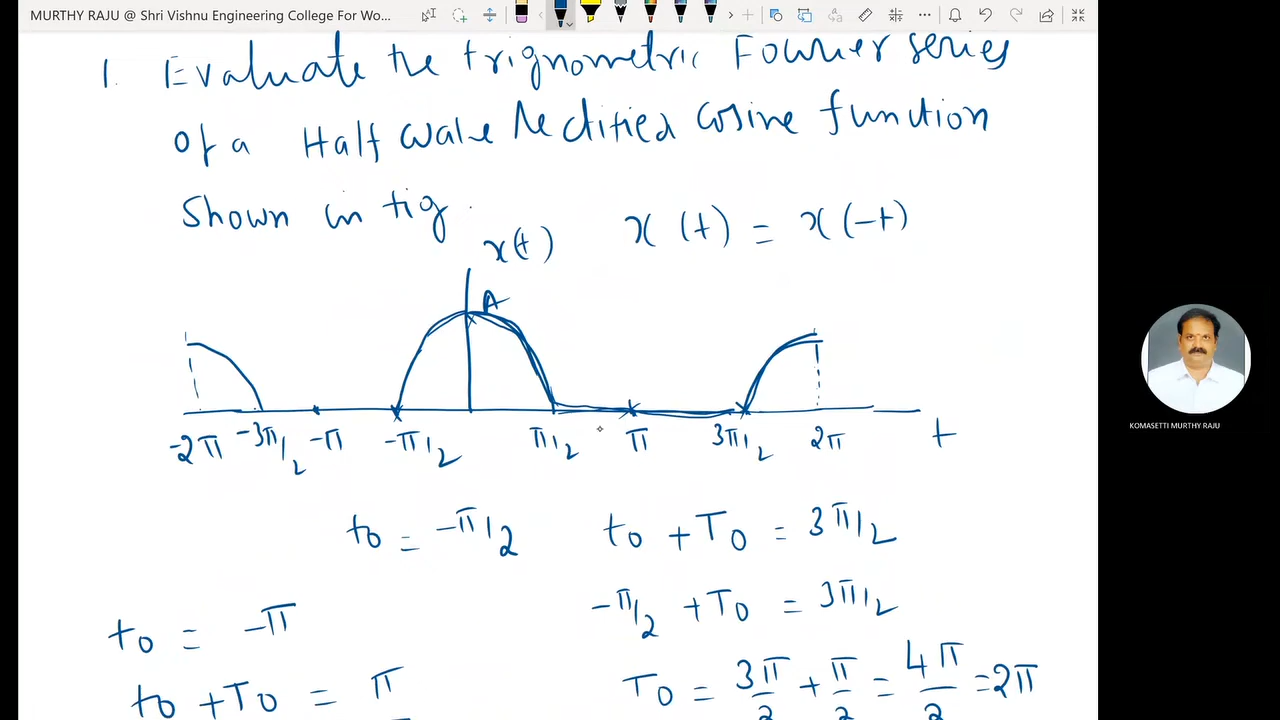 MURTHY RAJU @ Shri Vishnu Engineering College For Wo...
1. Evaluate the trignometric Fourier series
of a Half Wave Rectified Cosine function
Shown in fig.
x(t) x(t) = x(-t)
A
-2π -3π/2 -π -π/2 π/2 π 3π/2 2π t
t0 = -π/2 t0 + T0 = 3π/2
-π/2 + T0 = 3π/2
t0 = -π
t0 + T0 = π
T0 = 3π/2 + π/2 = 4π/2 = 2π
KOMASETTI MURTHY RAJU